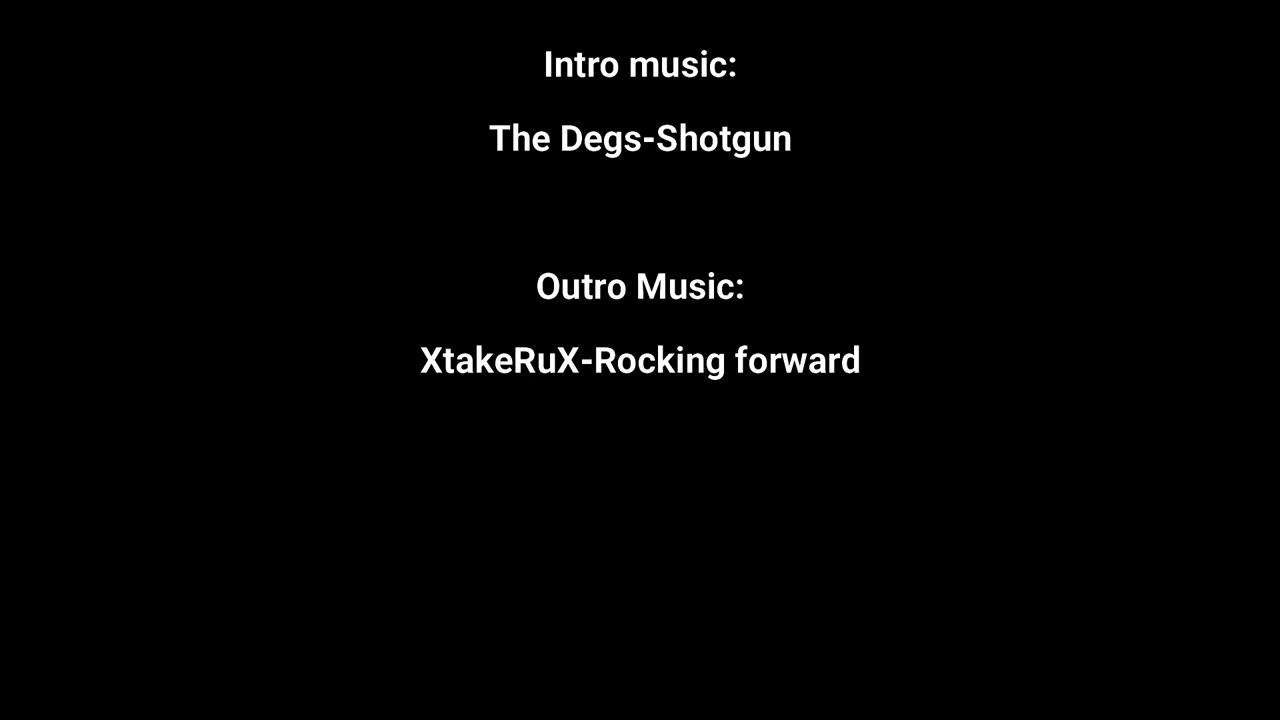 Intro music:
The Degs-Shotgun
Outro Music:
XtakeRuX-Rocking forward